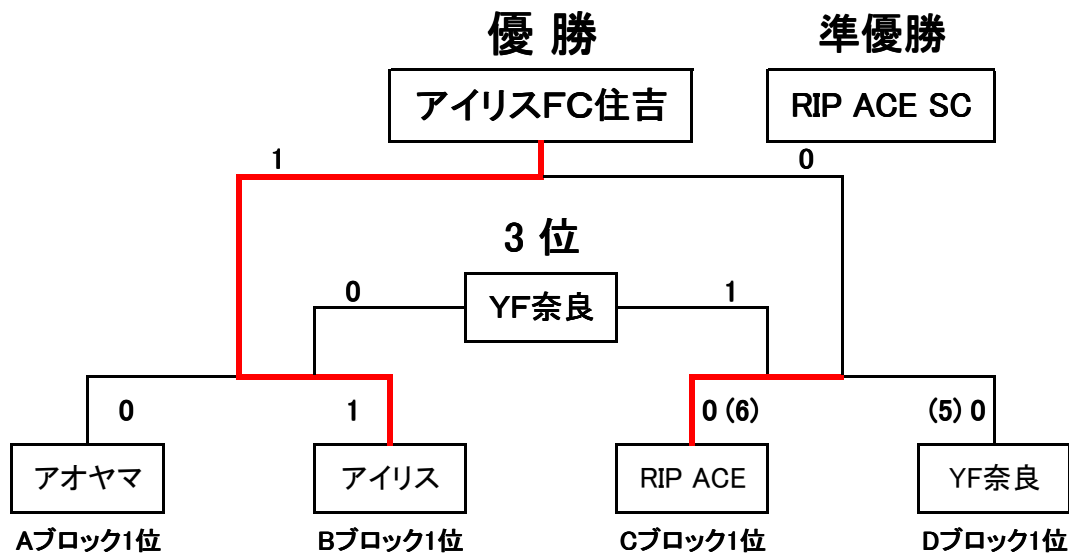 優 勝
準優勝
アイリスFC住吉
RIP ACE SC
1
0
3 位
0
YF奈良
1
0
1
0 (6)
(5) 0
アオヤマ
アイリス
RIP ACE
YF奈良
Aブロック1位
Bブロック1位
Cブロック1位
Dブロック1位